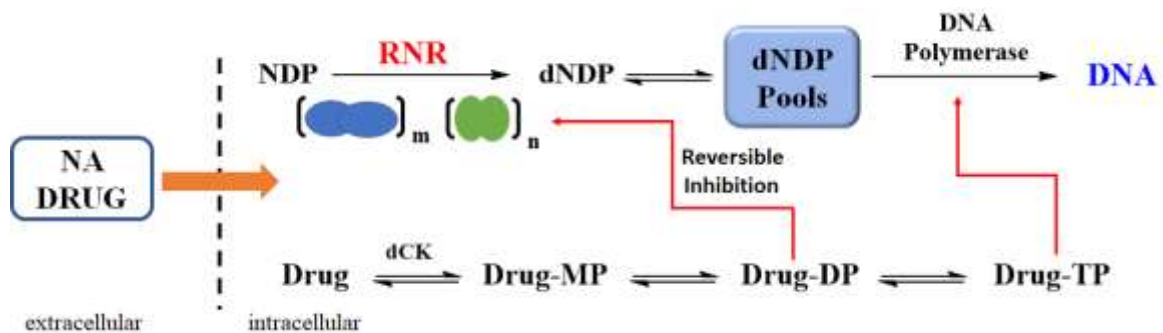 RNR
NDP
dNDP
dNDP
Pools
DNA
Polymerase
DNA
[ ]m [ ]n
NA
DRUG
Reversible
Inhibition
dCK
Drug
Drug-MP
Drug-DP
Drug-TP
extracellular
intracellular